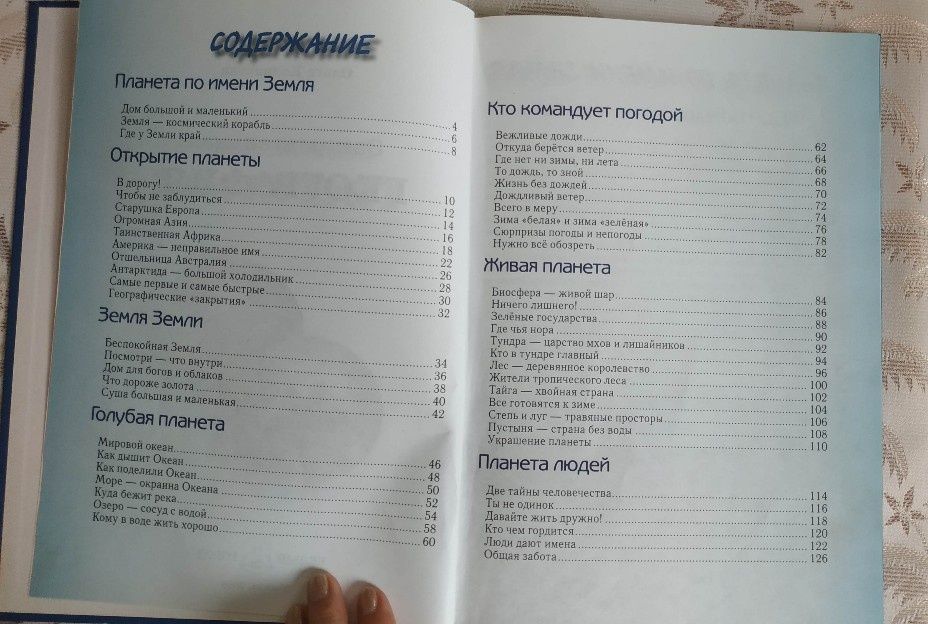 СОДЕРЖАНИЕ
Планета по имени Земля
Дом большой и маленький 4
Земля — космический корабль 6
Где у Земли край 8
Открытие планеты
В дорогу! 10
Чтобы не заблудиться 12
Старушка Европа 14
Огромная Азия 16
Таинственная Африка 18
Америка — неправильное имя 22
Отшельница Австралия 26
Антарктида — большой холодильник 28
Самые первые и самые быстрые 30
Географические «закрытия» 32
Земля Земли
Беспокойная Земля 34
Посмотри — что внутри 36
Дом для богов и облаков 38
Что дороже золота 40
Суша большая и маленькая 42
Голубая планета
Мировой океан 46
Как дышит Океан 48
Как поделили Океан 50
Море — окраина Океана 52
Куда бежит река 54
Озеро — сосуд с водой 58
Кому в воде жить хорошо 60
Кто командует погодой
Вежливые дожди 62
Откуда берётся ветер 64
Где нет ни зимы, ни лета 66
То дождь, то зной 68
Жизнь без дождей 70
Дождливый ветер 72
Всего в меру 74
Зима «белая» и зима «зелёная» 76
Сюрпризы погоды и непогоды 78
Нужно всё обозреть 82
Живая планета
Биосфера — живой шар 84
Ничего лишнего! 86
Зелёные государства 88
Где чья нора 90
Тундра — царство мхов и лишайников 92
Кто в тундре главный 94
Лес — деревянное королевство 96
Жители тропического леса 100
Тайга — хвойная страна 102
Все готовятся к зиме 104
Степь и луг — травяные просторы 106
Пустыня — страна без воды 108
Украшение планеты 110
Планета людей
Две тайны человечества 114
Ты не одинок 116
Давайте жить дружно! 118
Кто чем гордится 120
Люди дают имена 122
Общая забота 126